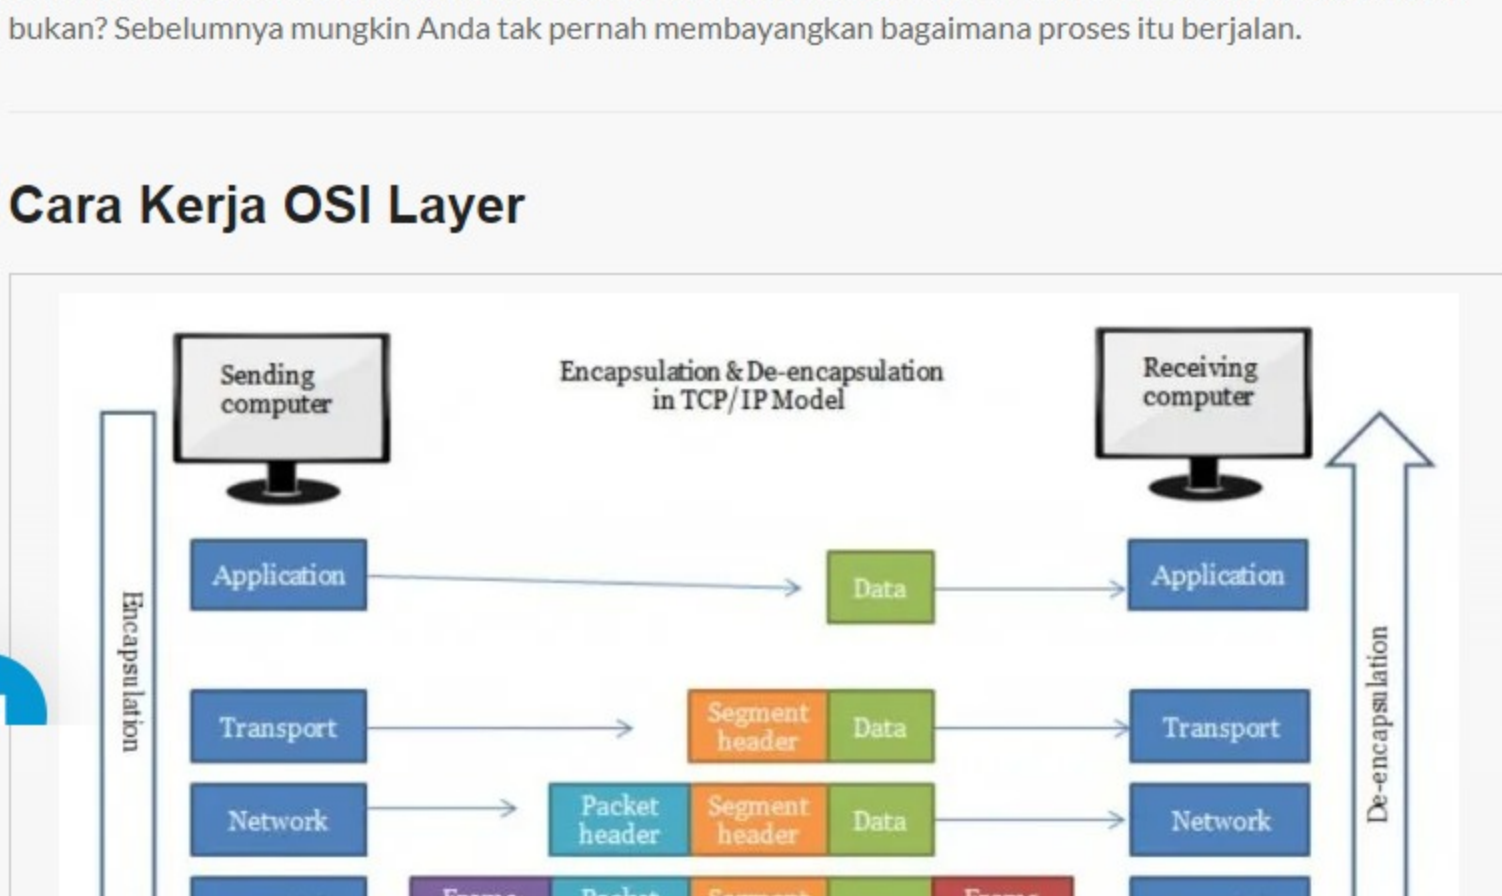 bukan? Sebelumnya mungkin Anda tak pernah membayangkan bagaimana proses itu berjalan.
Cara Kerja OSI Layer
Sending
computer
Encapsulation & De-encapsulation
in TCP/IP Model
Receiving
computer
Encapsulation
Application
Data
Application
De-encapsulation
Transport
Segment
header
Data
Transport
Network
Packet
header
Segment
header
Data
Network